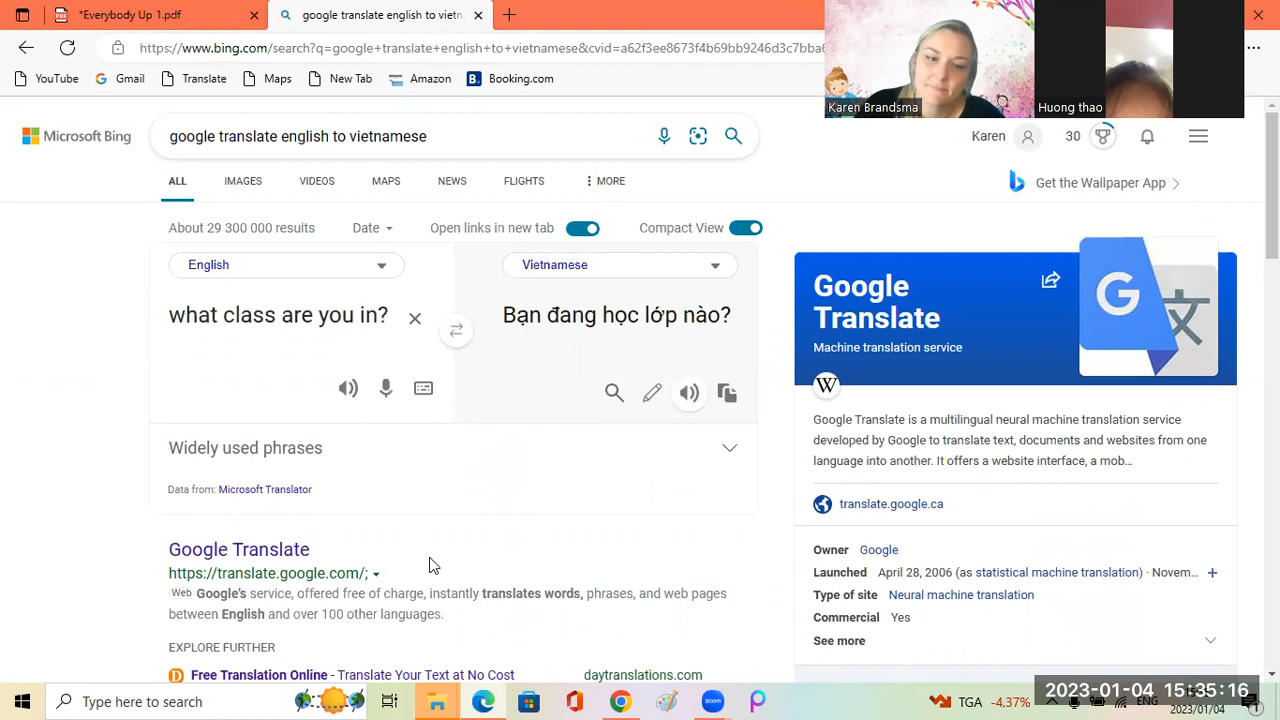 *Everybody Up 1.pdf
google translate english to vietn
https://www.bing.com/search?q=google+translate+english+to+vietnamese&cvid=a62f3ee8673f4b69bb9246d3c7bba6
YouTube
Gmail
Translate
Maps
New Tab
Amazon
Booking.com
Karen Brandsma
Huong thao
Microsoft Bing
google translate english to vietnamese
Karen
30
ALL
IMAGES
VIDEOS
MAPS
NEWS
FLIGHTS
MORE
Get the Wallpaper App
About 29 300 000 results
Date
Open links in new tab
Compact View
English
Vietnamese
what class are you in?
Bạn đang học lớp nào?
Widely used phrases
Data from: Microsoft Translator
Google Translate
https://translate.google.com/;
Web Google's service, offered free of charge, instantly translates words, phrases, and web pages
between English and over 100 other languages.
EXPLORE FURTHER
Free Translation Online - Translate Your Text at No Cost
daytranslations.com
Google
Translate
Machine translation service
G
W
Google Translate is a multilingual neural machine translation service
developed by Google to translate text, documents and websites from one
language into another. It offers a website interface, a mob…
translate.google.ca
Owner Google
Launched April 28, 2006 (as statistical machine translation) · Novem…
Type of site Neural machine translation
Commercial Yes
See more
Type here to search
TGA -4.37%
2023-01-04 15:35:16
ENG
2023/01/04